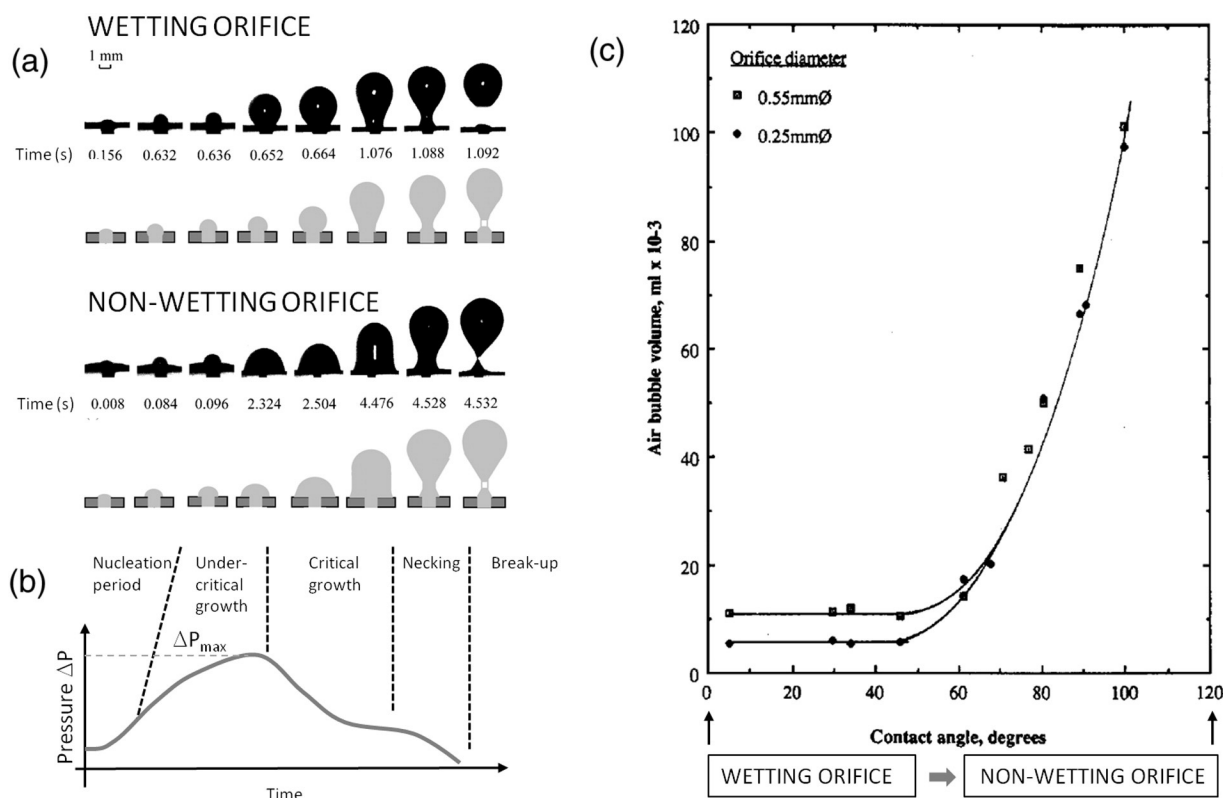 (a)
WETTING ORIFICE
1 mm
Time (s) 0.156 0.632 0.636 0.652 0.664 1.076 1.088 1.092
NON-WETTING ORIFICE
Time (s) 0.008 0.084 0.096 2.324 2.504 4.476 4.528 4.532
(b)
Nucleation
period
Under-
critical
growth
Critical
growth
Necking
Break-up
ΔPmax
Pressure ΔP
Time
(c)
Orifice diameter
0.55mmØ
0.25mmØ
Air bubble volume, ml x 10-3
120
100
80
60
40
20
0
0 20 40 60 80 100 120
Contact angle, degrees
WETTING ORIFICE
NON-WETTING ORIFICE